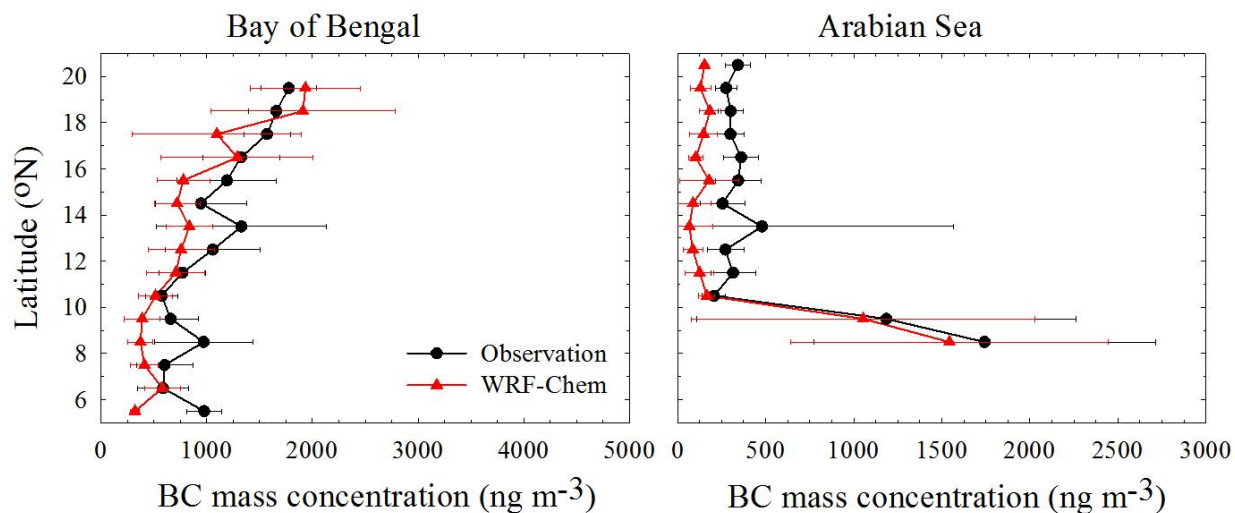 Bay of Bengal
Arabian Sea
Latitude (ºN)
20
18
16
14
12
10
8
6
Observation
WRF-Chem
0 1000 2000 3000 4000 5000
0 500 1000 1500 2000 2500 3000
BC mass concentration (ng m-3)
BC mass concentration (ng m-3)